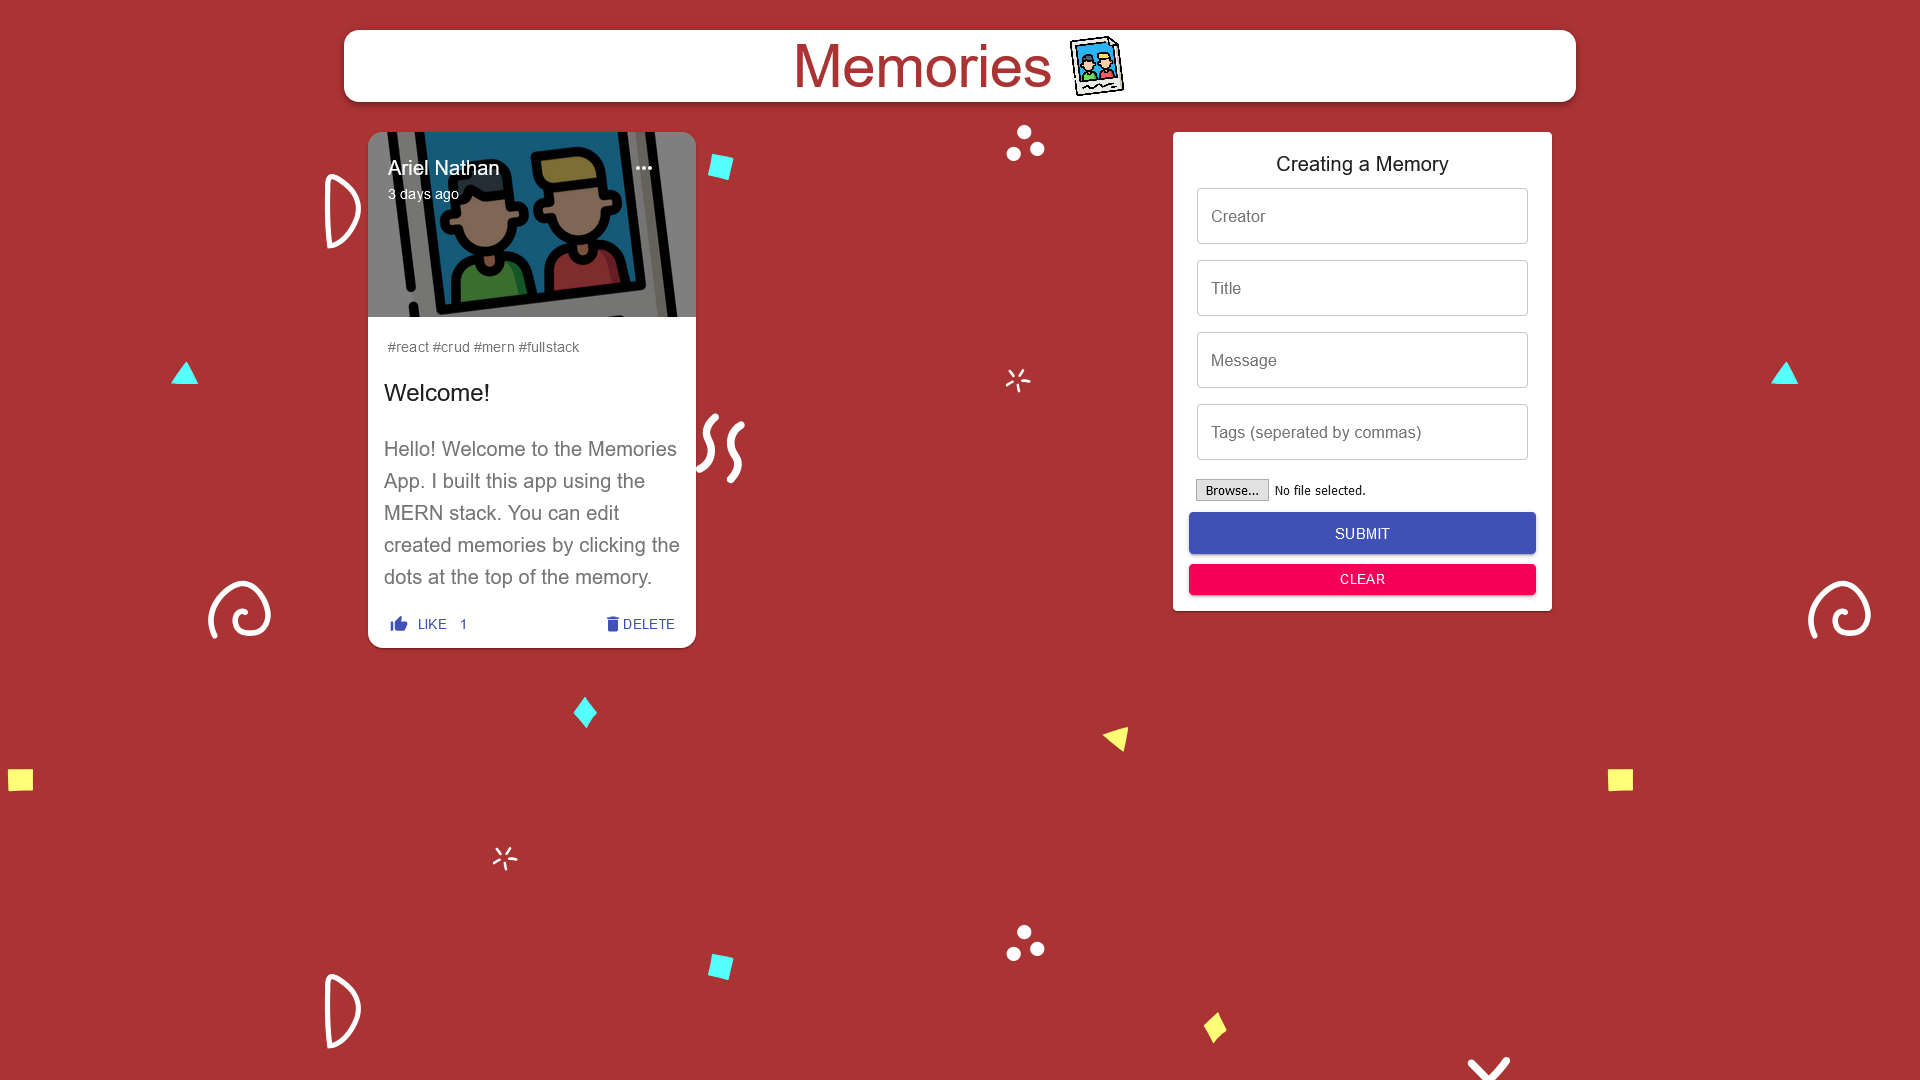 Memories
Ariel Nathan
3 days ago
#react #crud #mern #fullstack
Welcome!
Hello! Welcome to the Memories
App. I built this app using the
MERN stack. You can edit
created memories by clicking the
dots at the top of the memory.
LIKE 1
DELETE
Creating a Memory
Creator
Title
Message
Tags (seperated by commas)
Browse... No file selected.
SUBMIT
CLEAR